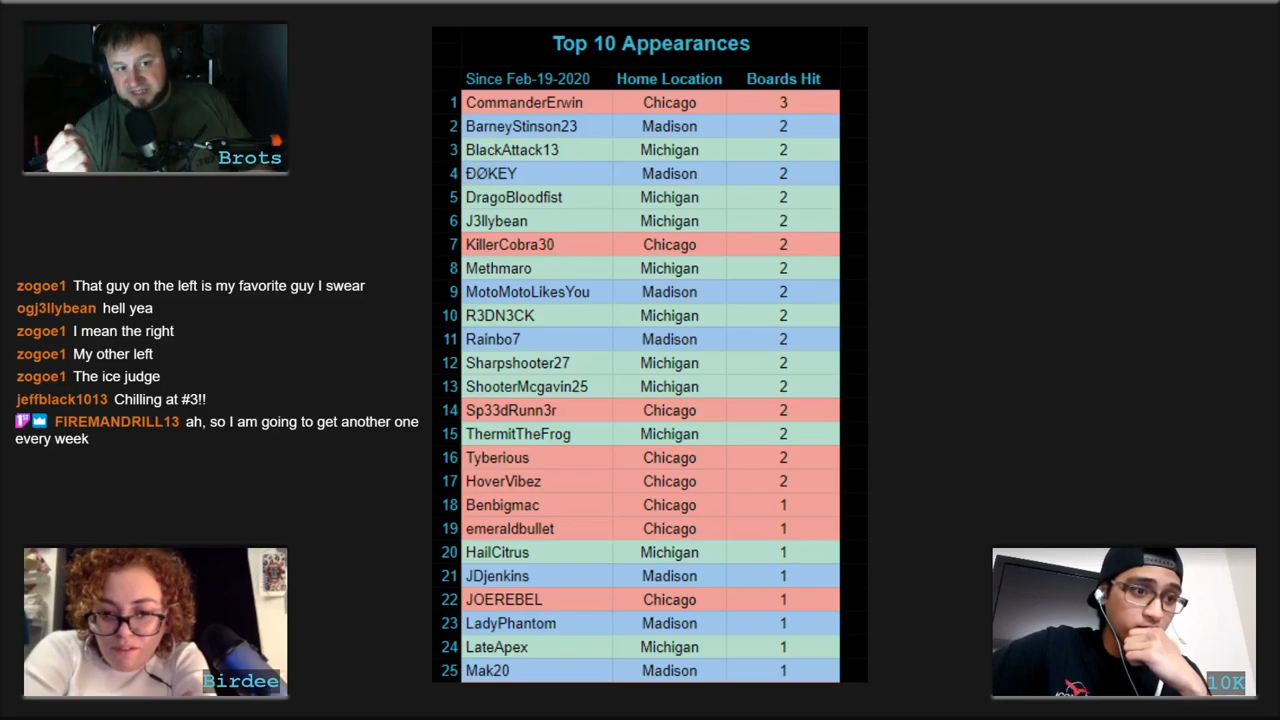 Brots
zogoe1 That guy on the left is my favorite guy I swear
ogj3llybean hell yea
zogoe1 I mean the right
zogoe1 My other left
zogoe1 The ice judge
jeffblack1013 Chilling at #3!!
FIREMANDRILL13 ah, so I am going to get another one
every week
Birdee
Top 10 Appearances
Since Feb-19-2020 Home Location Boards Hit
1 CommanderErwin Chicago 3
2 BarneyStinson23 Madison 2
3 BlackAttack13 Michigan 2
4 ĐØKEY Madison 2
5 DragoBloodfist Michigan 2
6 J3llybean Michigan 2
7 KillerCobra30 Chicago 2
8 Methmaro Michigan 2
9 MotoMotoLikesYou Madison 2
10 R3DN3CK Michigan 2
11 Rainbo7 Madison 2
12 Sharpshooter27 Michigan 2
13 ShooterMcgavin25 Michigan 2
14 Sp33dRunn3r Chicago 2
15 ThermitTheFrog Michigan 2
16 Tyberious Chicago 2
17 HoverVibez Chicago 2
18 Benbigmac Chicago 1
19 emeraldbullet Chicago 1
20 HailCitrus Michigan 1
21 JDjenkins Madison 1
22 JOEREBEL Chicago 1
23 LadyPhantom Madison 1
24 LateApex Michigan 1
25 Mak20 Madison 1
10K